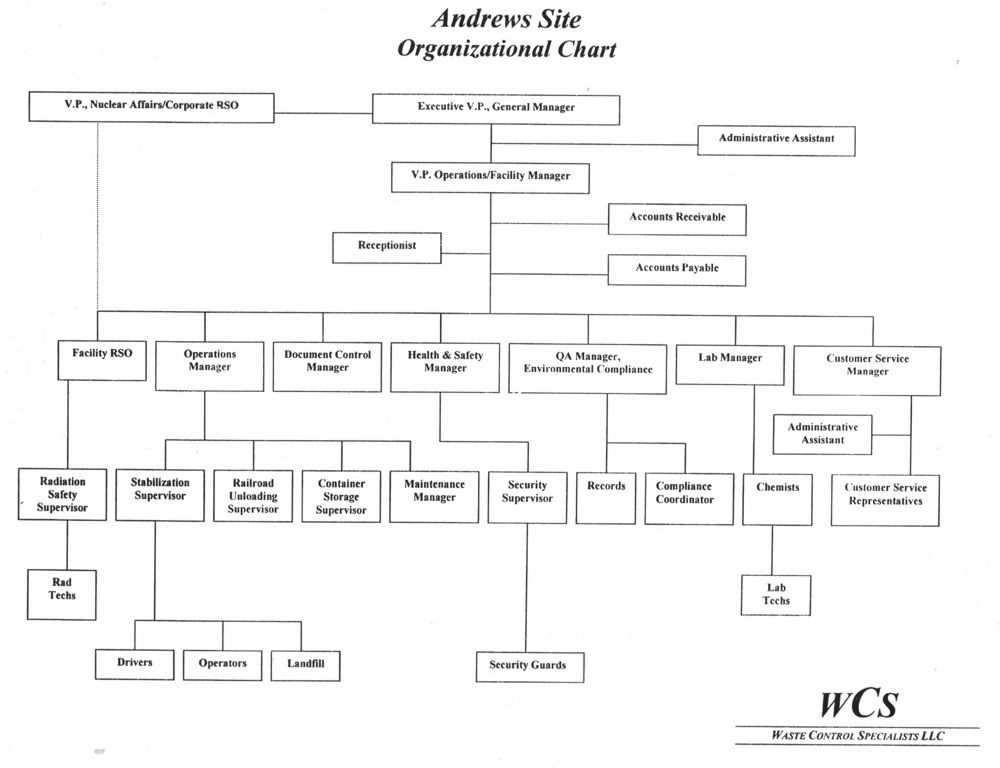 Andrews Site
Organizational Chart
V.P., Nuclear Affairs/Corporate RSO
Executive V.P., General Manager
Administrative Assistant
V.P. Operations/Facility Manager
Accounts Receivable
Receptionist
Accounts Payable
Facility RSO
Operations
Manager
Document Control
Manager
Health & Safety
Manager
QA Manager,
Environmental Compliance
Lab Manager
Customer Service
Manager
Administrative
Assistant
Radiation
Safety
Supervisor
Stabilization
Supervisor
Railroad
Unloading
Supervisor
Container
Storage
Supervisor
Maintenance
Manager
Security
Supervisor
Records
Compliance
Coordinator
Chemists
Customer Service
Representatives
Rad
Techs
Lab
Techs
Drivers
Operators
Landfill
Security Guards
WCS
WASTE CONTROL SPECIALISTS LLC